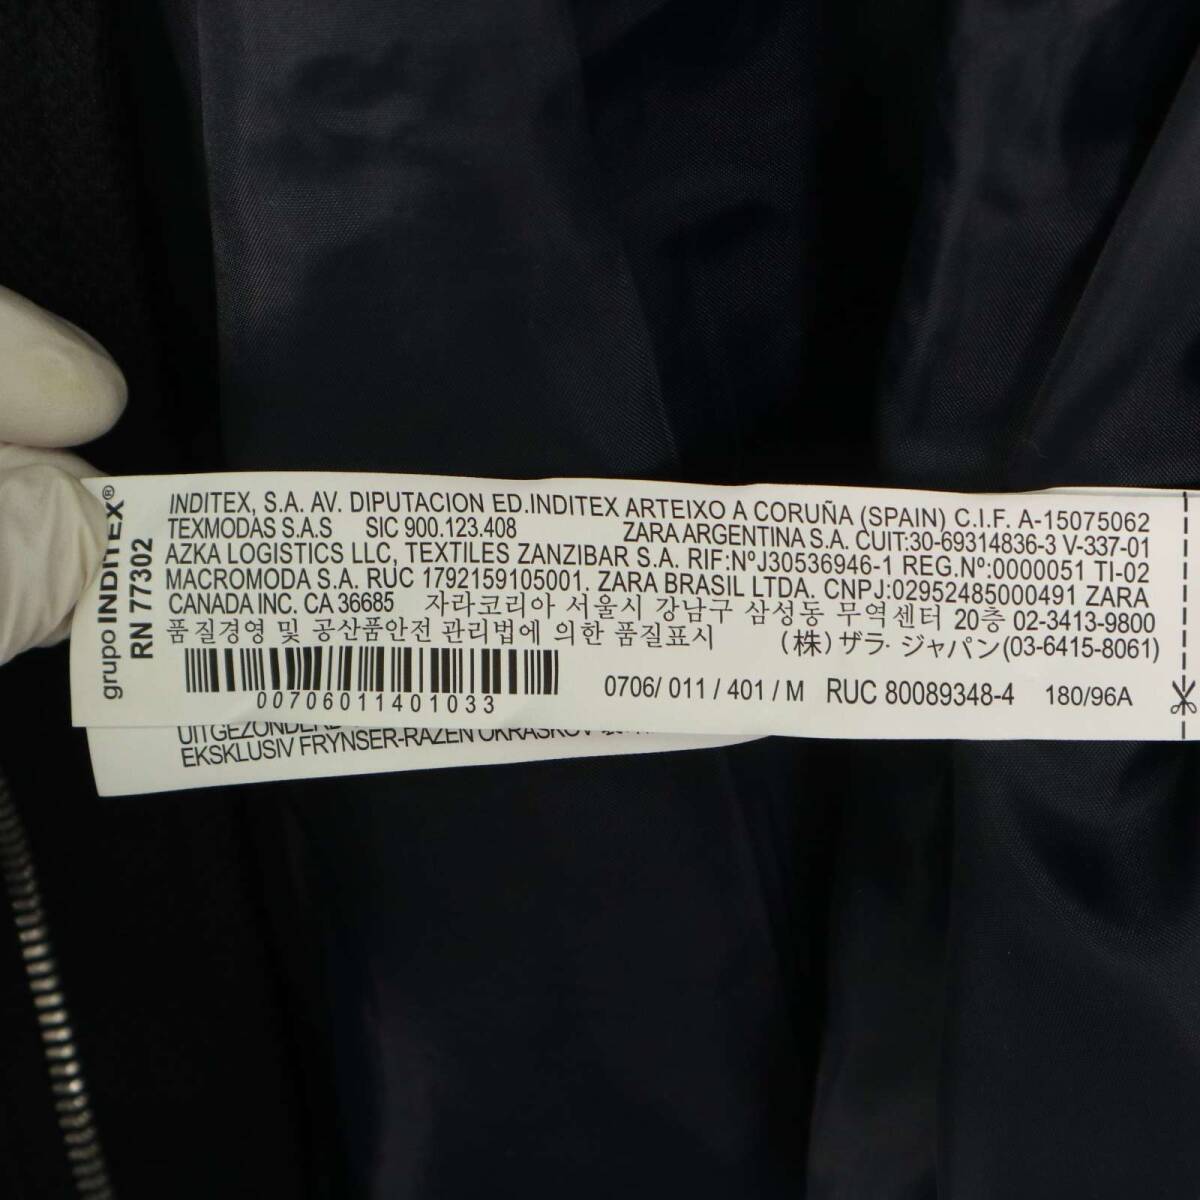 grupo INDITEX®
RN 77302
INDITEX, S.A. AV. DIPUTACION ED.INDITEX ARTEIXO A CORUÑA (SPAIN) C.I.F. A-15075062
TEXMODAS S.A.S SIC 900.123.408 ZARA ARGENTINA S.A. CUIT:30-69314836-3 V-337-01
AZKA LOGISTICS LLC, TEXTILES ZANZIBAR S.A. RIF:NºJ30536946-1 REG.Nº:0000051 TI-02
MACROMODA S.A. RUC 1792159105001. ZARA BRASIL LTDA. CNPJ:02952485000491 ZARA
CANADA INC. CA 36685 자라코리아 서울시 강남구 삼성동 무역센터 20층 02-3413-9800
품질경영 및 공산품안전 관리법에 의한 품질표시 (株) ザラ・ジャパン(03-6415-8061)
00706011401033 0706/ 011 / 401 / M RUC 80089348-4 180/96A
EKSKLUSIV FRYNSER-RAZEN